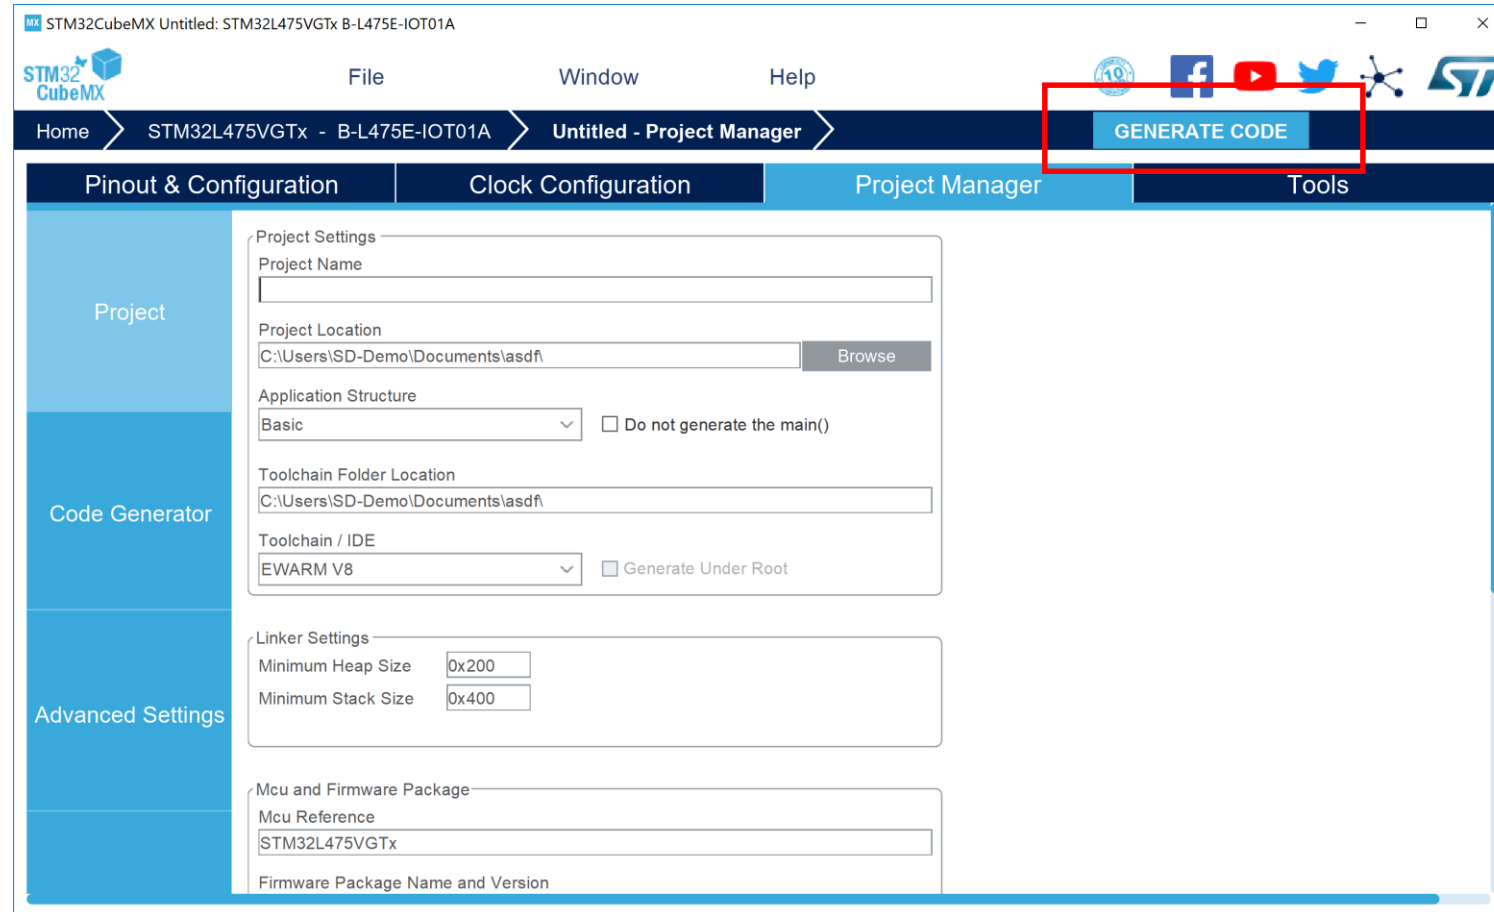 MX STM32CubeMX Untitled: STM32L475VGTx B-L475E-IOT01A
STM32
CubeMX
File Window Help
10
Home STM32L475VGTx - B-L475E-IOT01A Untitled - Project Manager GENERATE CODE
Pinout & Configuration Clock Configuration Project Manager Tools
Project
Code Generator
Advanced Settings
Project Settings
Project Name
Project Location
C:\Users\SD-Demo\Documents\asdf\ Browse
Application Structure
Basic Do not generate the main()
Toolchain Folder Location
C:\Users\SD-Demo\Documents\asdf\
Toolchain / IDE
EWARM V8 Generate Under Root
Linker Settings
Minimum Heap Size 0x200
Minimum Stack Size 0x400
Mcu and Firmware Package
Mcu Reference
STM32L475VGTx
Firmware Package Name and Version